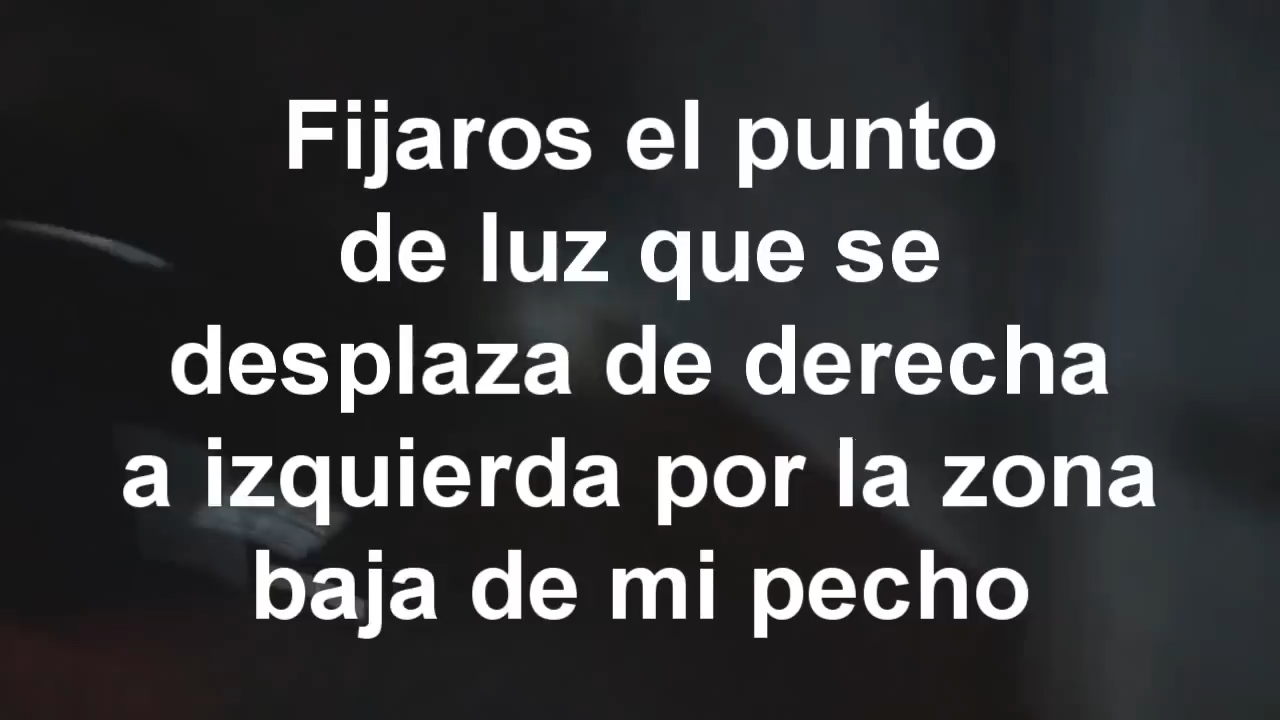 Fijaros el punto
de luz que se
desplaza de derecha
a izquierda por la zona
baja de mi pecho